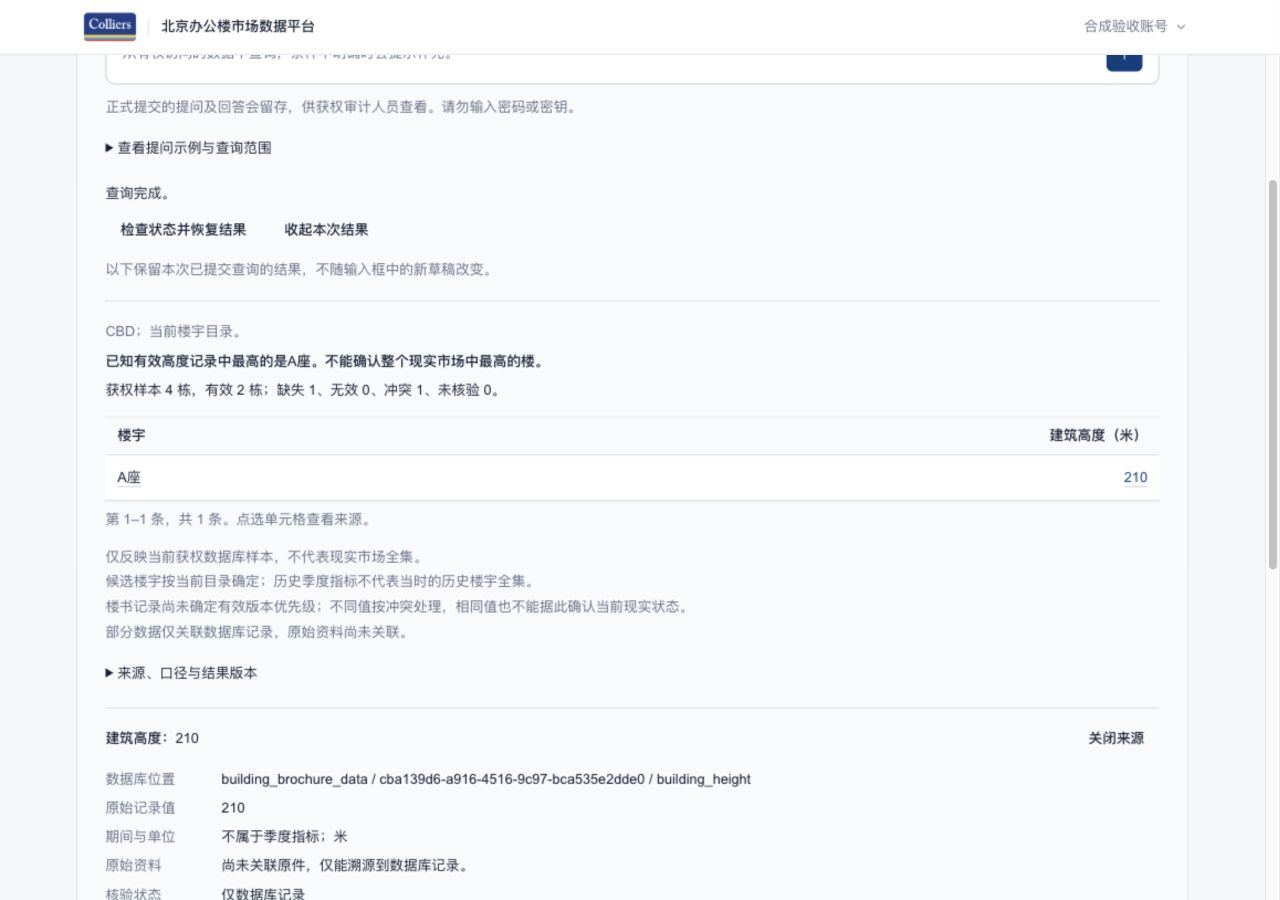 Colliers
北京办公楼市场数据平台
合成验收账号
正式提交的提问及回答会留存，供获权审计人员查看。请勿输入密码或密钥。
▶ 查看提问示例与查询范围
查询完成。
检查状态并恢复结果 收起本次结果
以下保留本次已提交查询的结果，不随输入框中的新草稿改变。
CBD；当前楼宇目录。
已知有效高度记录中最高的是A座。不能确认整个现实市场中最高的楼。
获权样本 4 栋，有效 2 栋；缺失 1、无效 0、冲突 1、未核验 0。
楼宇 建筑高度（米）
A座 210
第 1–1 条，共 1 条。点选单元格查看来源。
仅反映当前获权数据库样本，不代表现实市场全集。
候选楼宇按当前目录确定；历史季度指标不代表当时的历史楼宇全集。
楼书记录尚未确定有效版本优先级；不同值按冲突处理，相同值也不能据此确认当前现实状态。
部分数据仅关联数据库记录，原始资料尚未关联。
▶ 来源、口径与结果版本
建筑高度：210 关闭来源
数据库位置 building_brochure_data / cba139d6-a916-4516-9c97-bca535e2dde0 / building_height
原始记录值 210
期间与单位 不属于季度指标；米
原始资料 尚未关联原件，仅能溯源到数据库记录。
核验状态 仅数据库记录